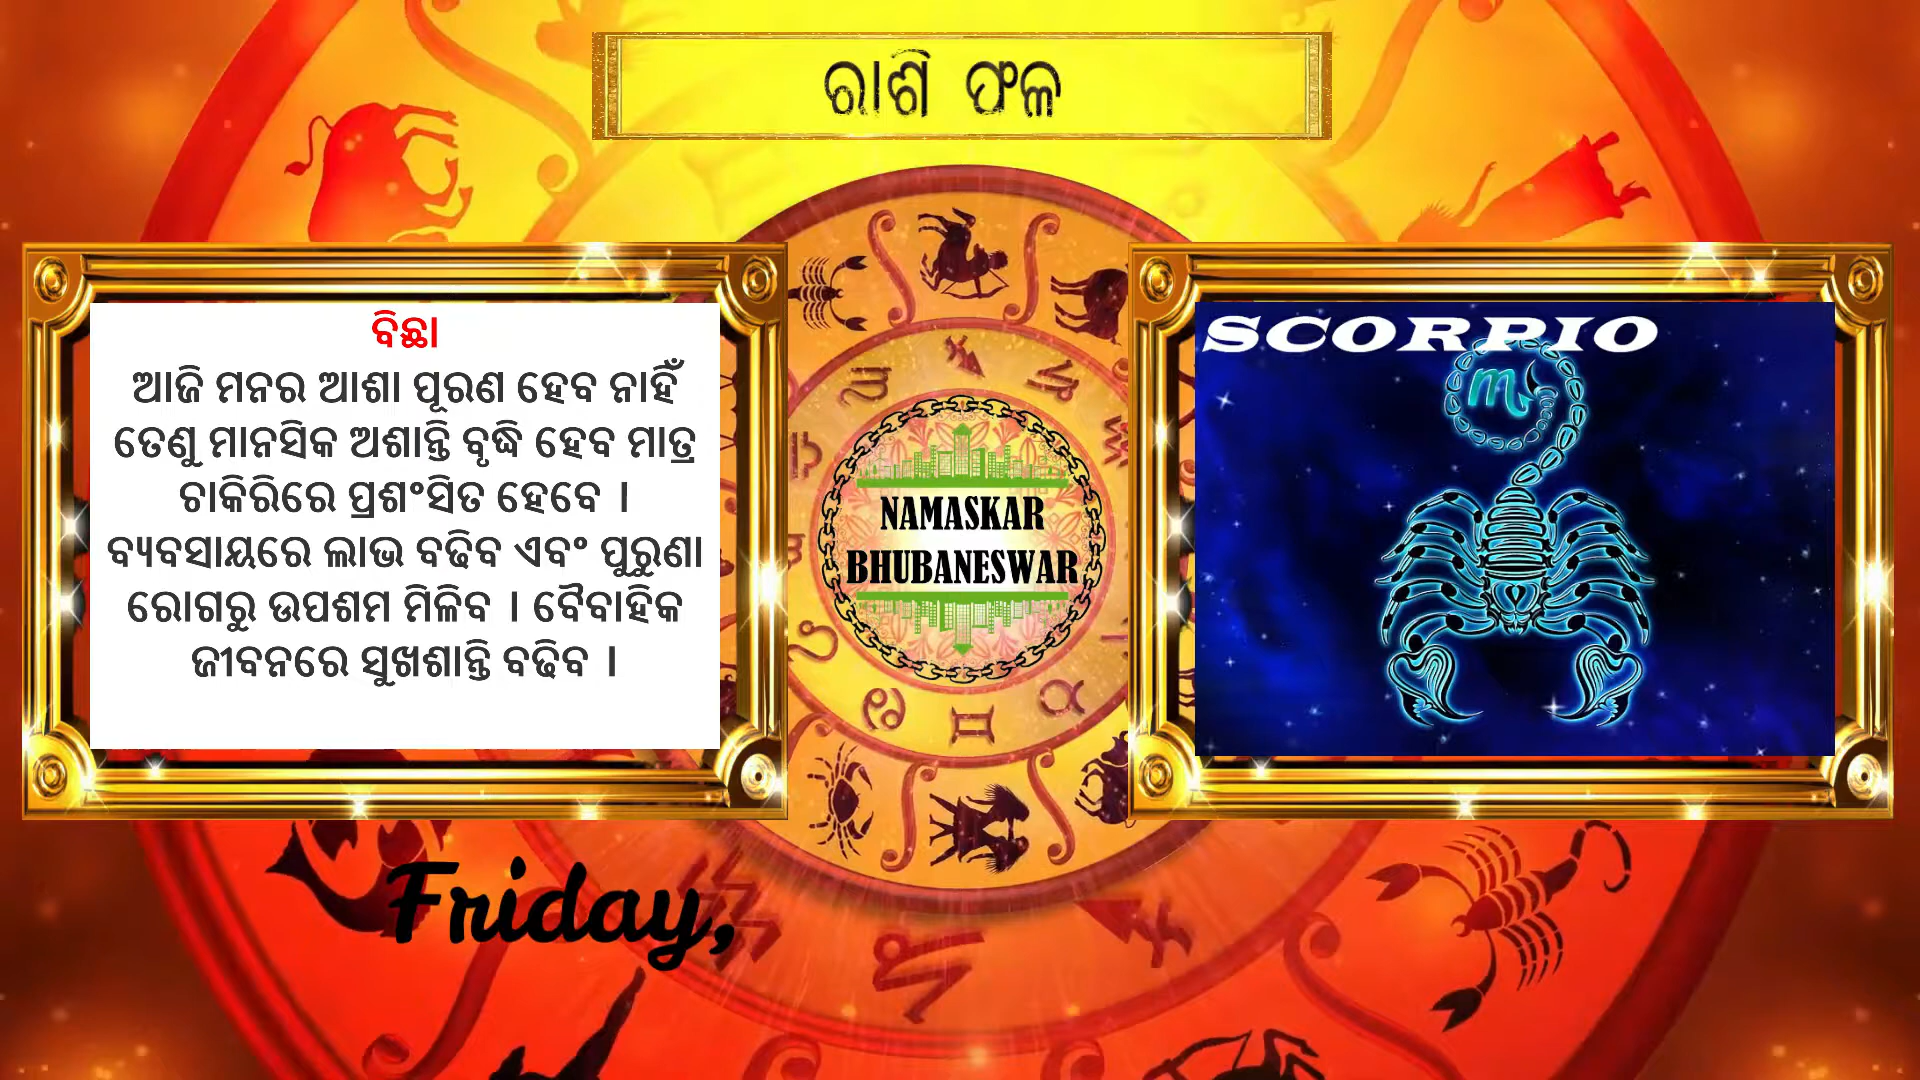 ରାଶି ଫଳ
ବିଛା
ଆଜି ମନର ଆଶା ପୂରଣ ହେବ ନାହିଁ
ତେଣୁ ମାନସିକ ଅଶାନ୍ତି ବୃଦ୍ଧି ହେବ ମାତ୍ର
ଚାକିରିରେ ପ୍ରଶଂସିତ ହେବେ ।
ବ୍ୟବସାୟରେ ଲାଭ ବଢିବ ଏବଂ ପୁରୁଣା
ରୋଗରୁ ଉପଶମ ମିଳିବ । ବୈବାହିକ
ଜୀବନରେ ସୁଖଶାନ୍ତି ବଢିବ ।
NAMASKAR
BHUBANESWAR
SCORPIO
Friday,